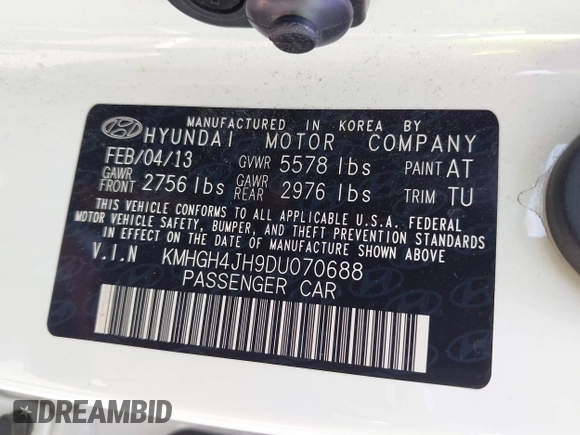 MANUFACTURED IN KOREA BY
HYUNDAI MOTOR COMPANY
FEB/04/13 GVWR 5578 lbs PAINT AT
GAWR FRONT 2756 lbs GAWR REAR 2976 lbs TRIM TU
THIS VEHICLE CONFORMS TO ALL APPLICABLE U.S.A. FEDERAL
MOTOR VEHICLE SAFETY, BUMPER, AND THEFT PREVENTION STANDARDS
IN EFFECT ON THE DATE OF MANUFACTURE SHOWN ABOVE
V.I.N KMHGH4JH9DU070688
PASSENGER CAR
DREAMBID